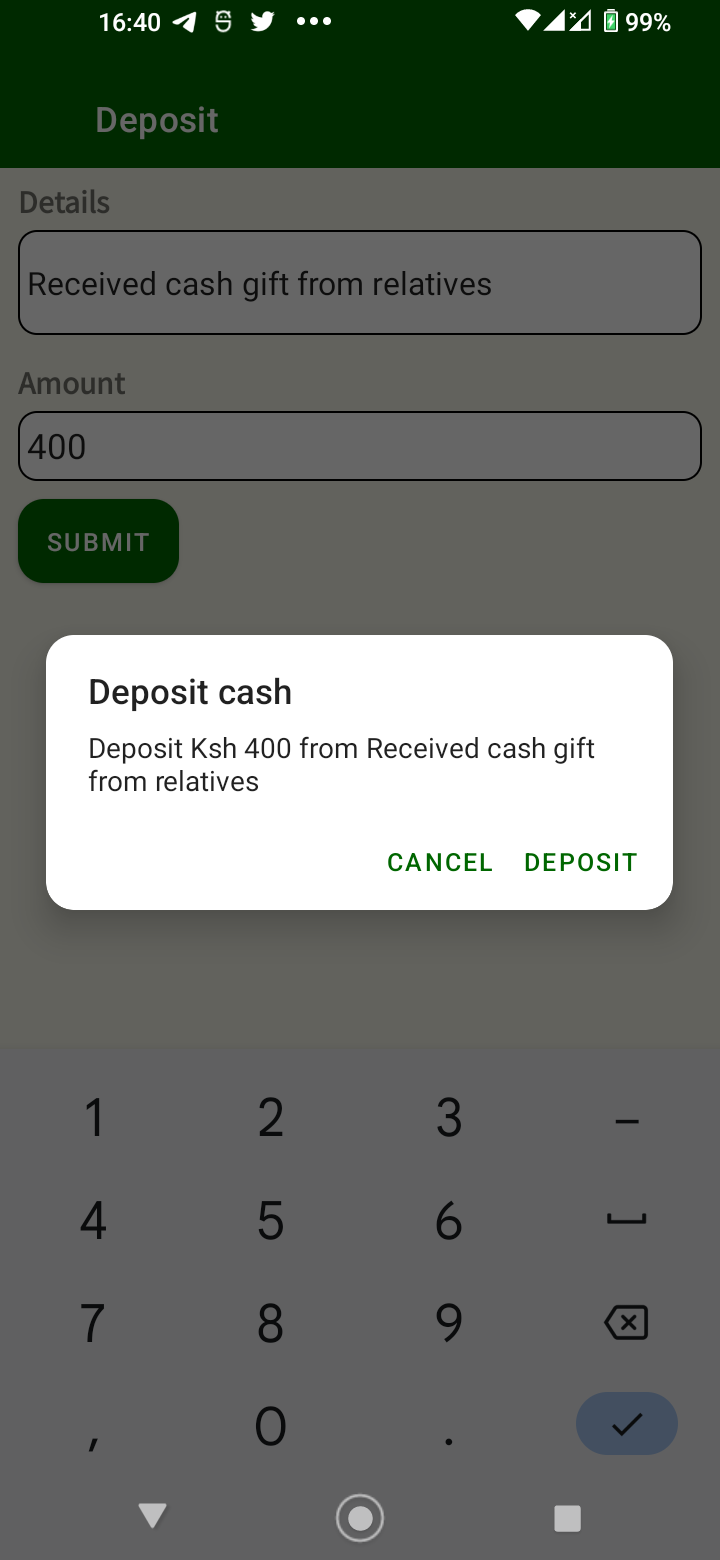 16:40 99%
Deposit
Details
Received cash gift from relatives
Amount
400
SUBMIT
Deposit cash
Deposit Ksh 400 from Received cash gift
from relatives
CANCEL DEPOSIT
1 2 3 –
4 5 6
7 8 9
, 0 .